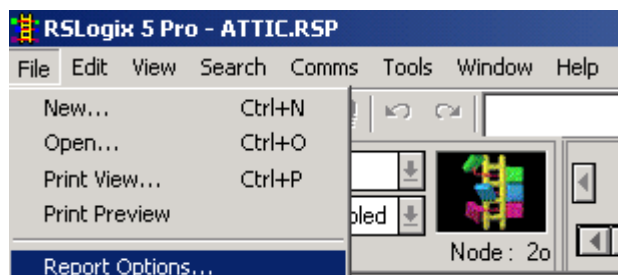 RSLogix 5 Pro - ATTIC.RSP
File Edit View Search Comms Tools Window Help
New... Ctrl+N
Open... Ctrl+O
Print View... Ctrl+P
Print Preview
Node : 2o
Report Options...